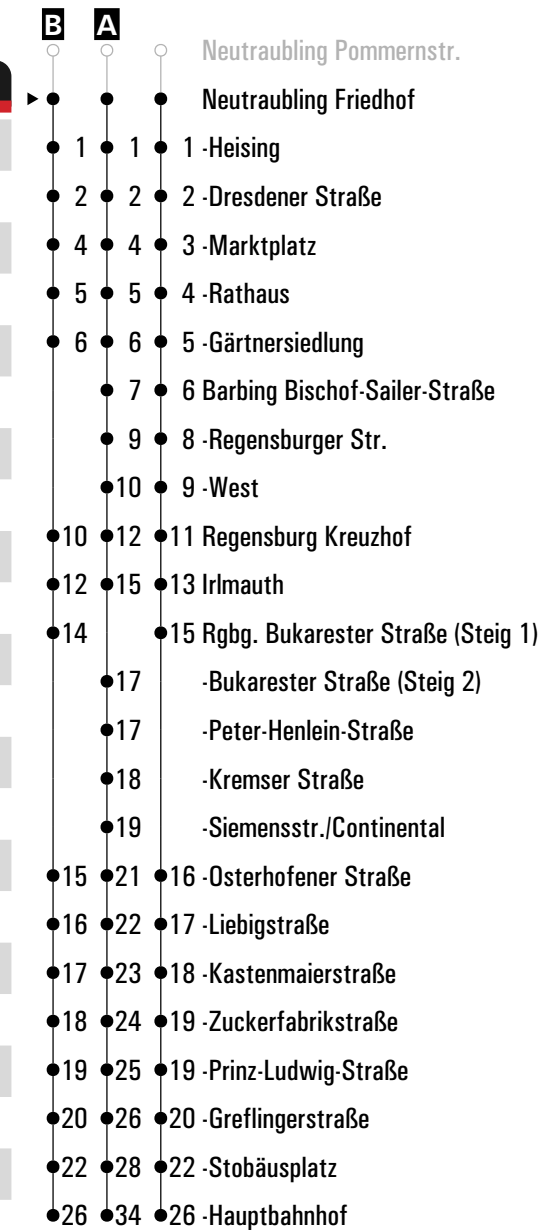 B A
Neutraubling Pommernstr.
Neutraubling Friedhof
1 1 1 -Heising
2 2 2 -Dresdener Straße
4 4 3 -Marktplatz
5 5 4 -Rathaus
6 6 5 -Gärtnersiedlung
7 6 Barbing Bischof-Sailer-Straße
9 8 -Regensburger Str.
10 9 -West
10 12 11 Regensburg Kreuzhof
12 15 13 Irlmauth
14 15 Rgbg. Bukarester Straße (Steig 1)
17 -Bukarester Straße (Steig 2)
17 -Peter-Henlein-Straße
18 -Kremser Straße
19 -Siemensstr./Continental
15 21 16 -Osterhofener Straße
16 22 17 -Liebigstraße
17 23 18 -Kastenmaierstraße
18 24 19 -Zuckerfabrikstraße
19 25 19 -Prinz-Ludwig-Straße
20 26 20 -Greflingerstraße
22 28 22 -Stobäusplatz
26 34 26 -Hauptbahnhof